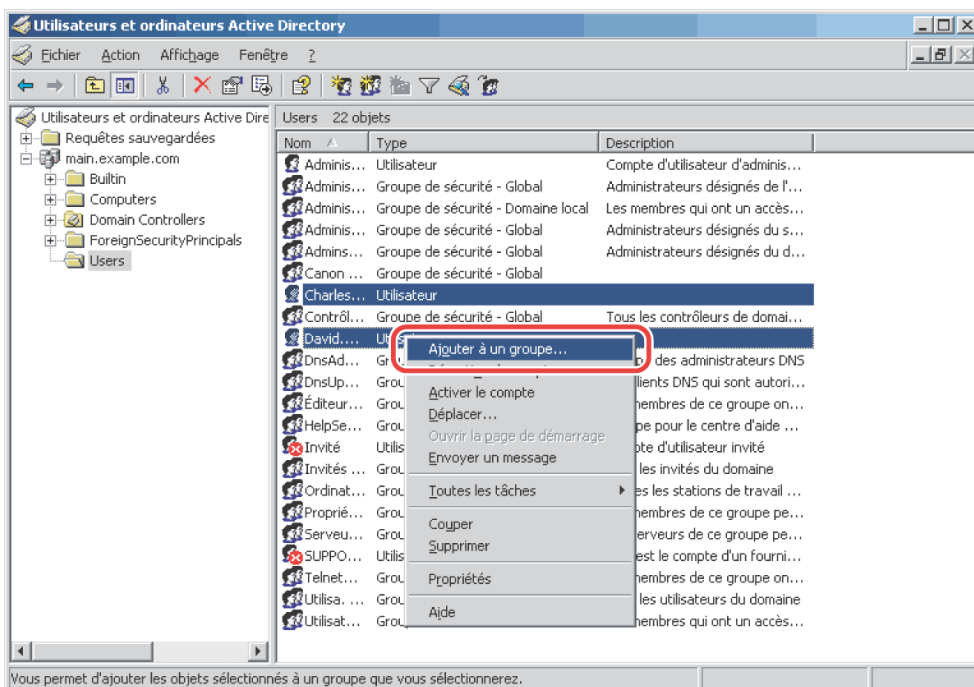 Utilisateurs et ordinateurs Active Directory
Fichier Action Affichage Fenêtre ?
Utilisateurs et ordinateurs Active Dire
Requêtes sauvegardées
main.example.com
Builtin
Computers
Domain Controllers
ForeignSecurityPrincipals
Users
Users 22 objets
Nom Type Description
Adminis... Utilisateur Compte d'utilisateur d'adminis...
Adminis... Groupe de sécurité - Global Administrateurs désignés de l'...
Adminis... Groupe de sécurité - Domaine local Les membres qui ont un accès...
Adminis... Groupe de sécurité - Global Administrateurs désignés du s...
Admins... Groupe de sécurité - Global Administrateurs désignés du d...
Canon ... Groupe de sécurité - Global
Charles... Utilisateur
Contrôl... Groupe de sécurité - Global Tous les contrôleurs de domai...
David....
DnsAd... des administrateurs DNS
DnsUp... Grou lients DNS qui sont autori...
Éditeur... Grou membres de ce groupe on...
HelpSe... Grou pe pour le centre d'aide ...
Invité Utilis pte d'utilisateur invité
Invités ... Grou les invités du domaine
Ordinat... Grou es les stations de travail ...
Proprié... Grou membres de ce groupe pe...
Serveu... Grou erveurs de ce groupe pe...
SUPPO... Utilis est le compte d'un fourni...
Telnet... Grou membres de ce groupe on...
Utilisa. ... Grou les utilisateurs du domaine
Utilisat... Grou membres qui ont un accès...
Ajouter à un groupe...
Activer le compte
Déplacer...
Ouvrir la page de démarrage
Envoyer un message
Toutes les tâches
Couper
Supprimer
Propriétés
Aide
Vous permet d'ajouter les objets sélectionnés à un groupe que vous sélectionnerez.